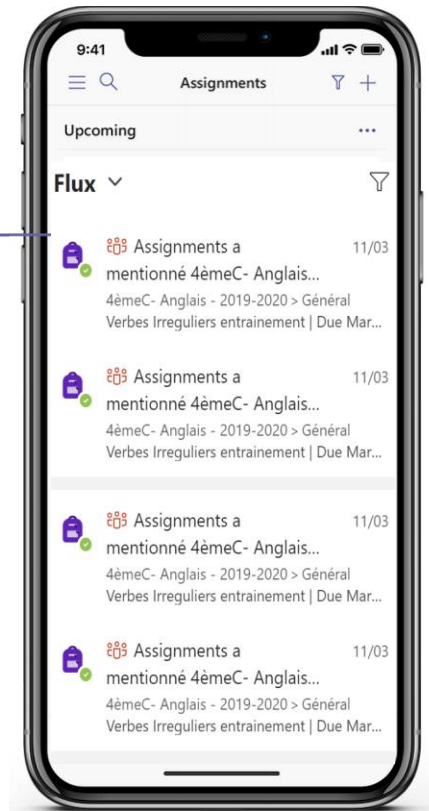 9:41
Assignments
Upcoming
Flux
Assignments a 11/03
mentionné 4èmeC- Anglais...
4èmeC- Anglais - 2019-2020 > Général
Verbes Irreguliers entrainement | Due Mar...
Assignments a 11/03
mentionné 4èmeC- Anglais...
4èmeC- Anglais - 2019-2020 > Général
Verbes Irreguliers entrainement | Due Mar...
Assignments a 11/03
mentionné 4èmeC- Anglais...
4èmeC- Anglais - 2019-2020 > Général
Verbes Irreguliers entrainement | Due Mar...
Assignments a 11/03
mentionné 4èmeC- Anglais...
4èmeC- Anglais - 2019-2020 > Général
Verbes Irreguliers entrainement | Due Mar...